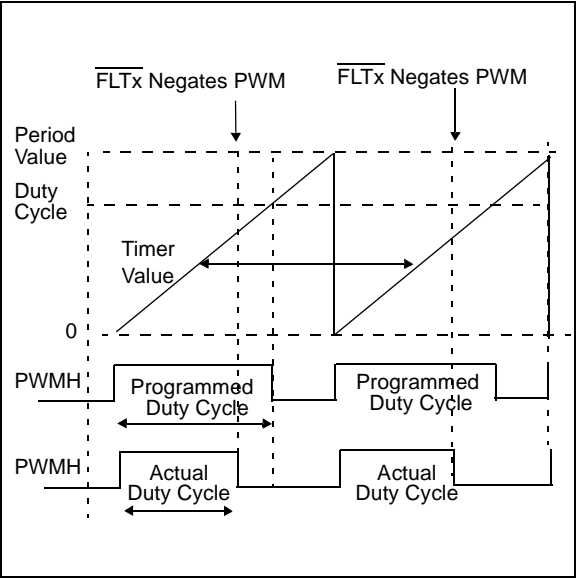 FLTx Negates PWM
FLTx Negates PWM
Period
Value
Duty
Cycle
Timer
Value
0
PWMH
Programmed
Duty Cycle
Programmed
Duty Cycle
PWMH
Actual
Duty Cycle
Actual
Duty Cycle